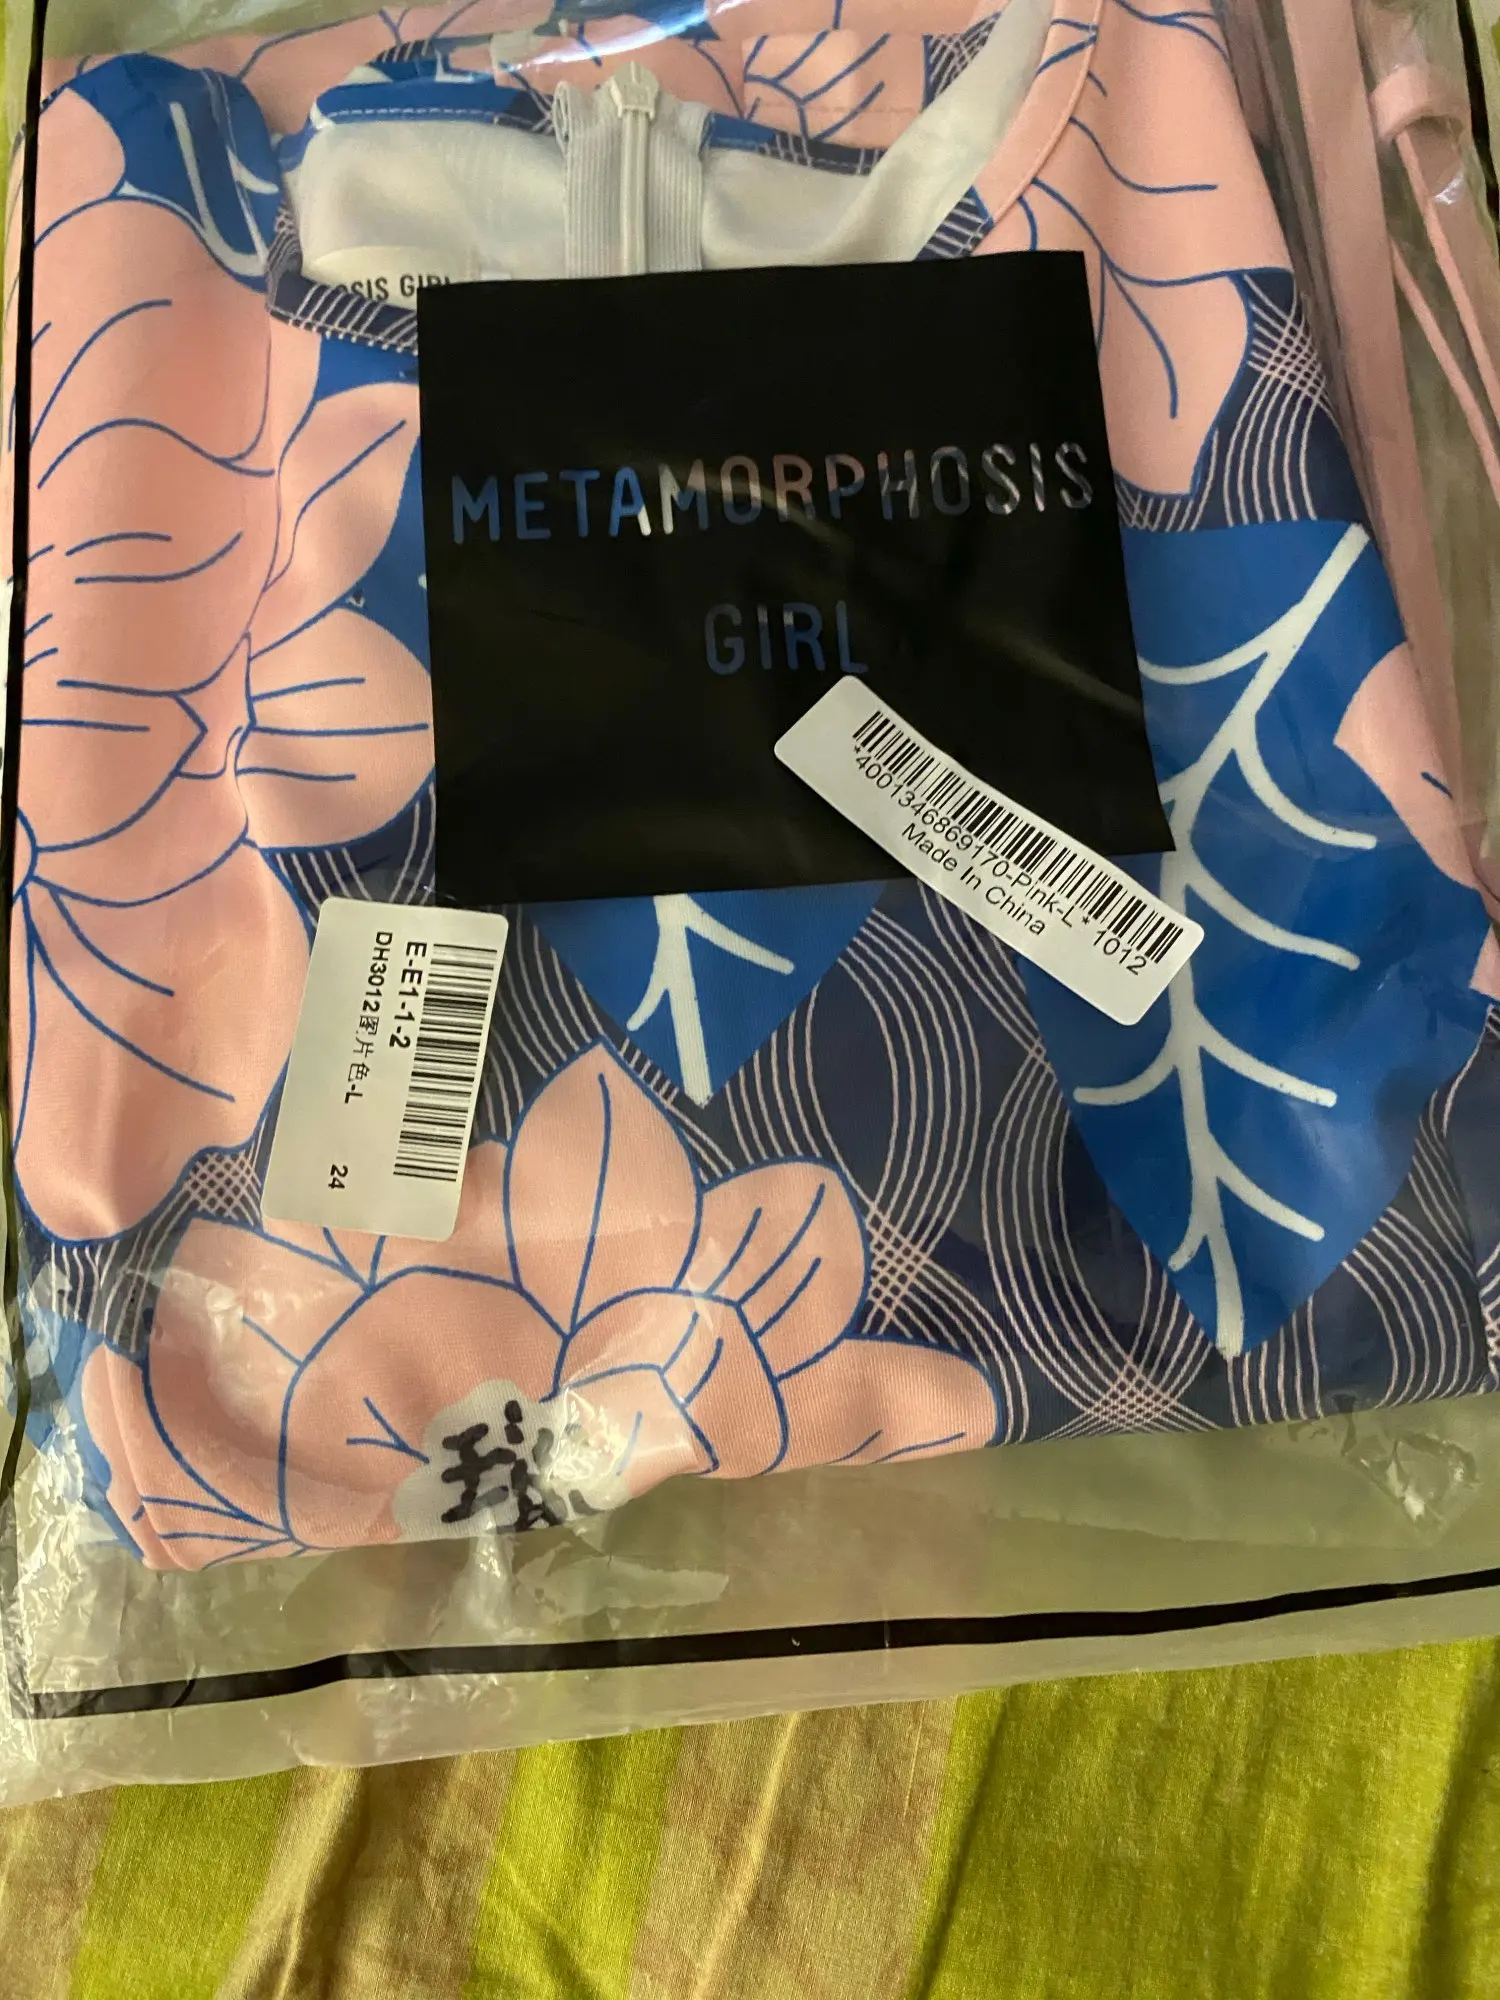 OSIS GIRL
METAMORPHOSIS
GIRL
*4001346869170-Pink-L* 1012
Made In China
E-E1-1-2
DH3012图片色-L 24